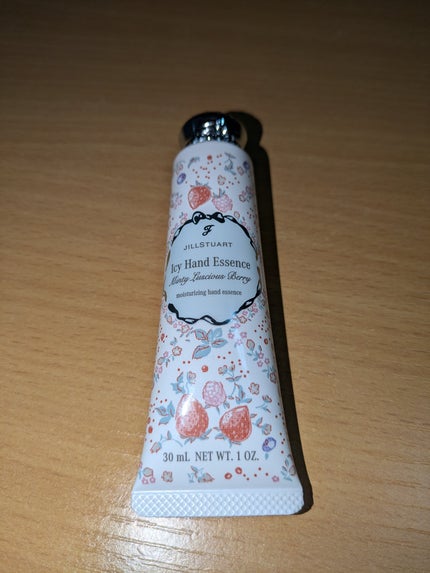 JILLSTUART
Icy Hand Essence
Minty Luscious Berry
moisturizing hand essence
30 mL NET WT. 1 OZ.